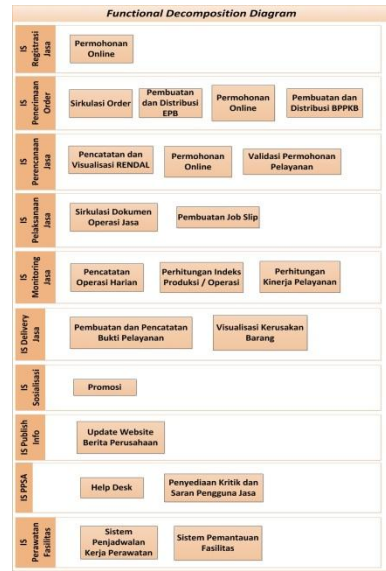 Functional Decomposition Diagram
IS
Registrasi
Jasa
Permohonan
Online
IS
Penerimaan
Order
Sirkulasi Order
Pembuatan
dan Distribusi
EPB
Permohonan
Online
Pembuatan dan
Distribusi BPPKB
IS
Perencanaan
Jasa
Pencatatan dan
Visualisasi RENDAL
Permohonan
Online
Validasi Permohonan
Pelayanan
IS
Pelaksanaan
Jasa
Sirkulasi Dokumen
Operasi Jasa
Pembuatan Job Slip
IS
Monitoring
Jasa
Pencatatan
Operasi Harian
Perhitungan Indeks
Produksi / Operasi
Perhitungan
Kinerja Pelayanan
IS Delivery
Jasa
Pembuatan dan Pencatatan
Bukti Pelayanan
Visualisasi Kerusakan
Barang
IS
Sosialisasi
Promosi
IS Publish
Info
Update Website
Berita Perusahaan
IS PPSA
Help Desk
Penyediaan Kritik dan
Saran Pengguna Jasa
IS
Perawatan
Fasilitas
Sistem
Penjadwalan
Kerja Perawatan
Sistem Pemantauan
Fasilitas